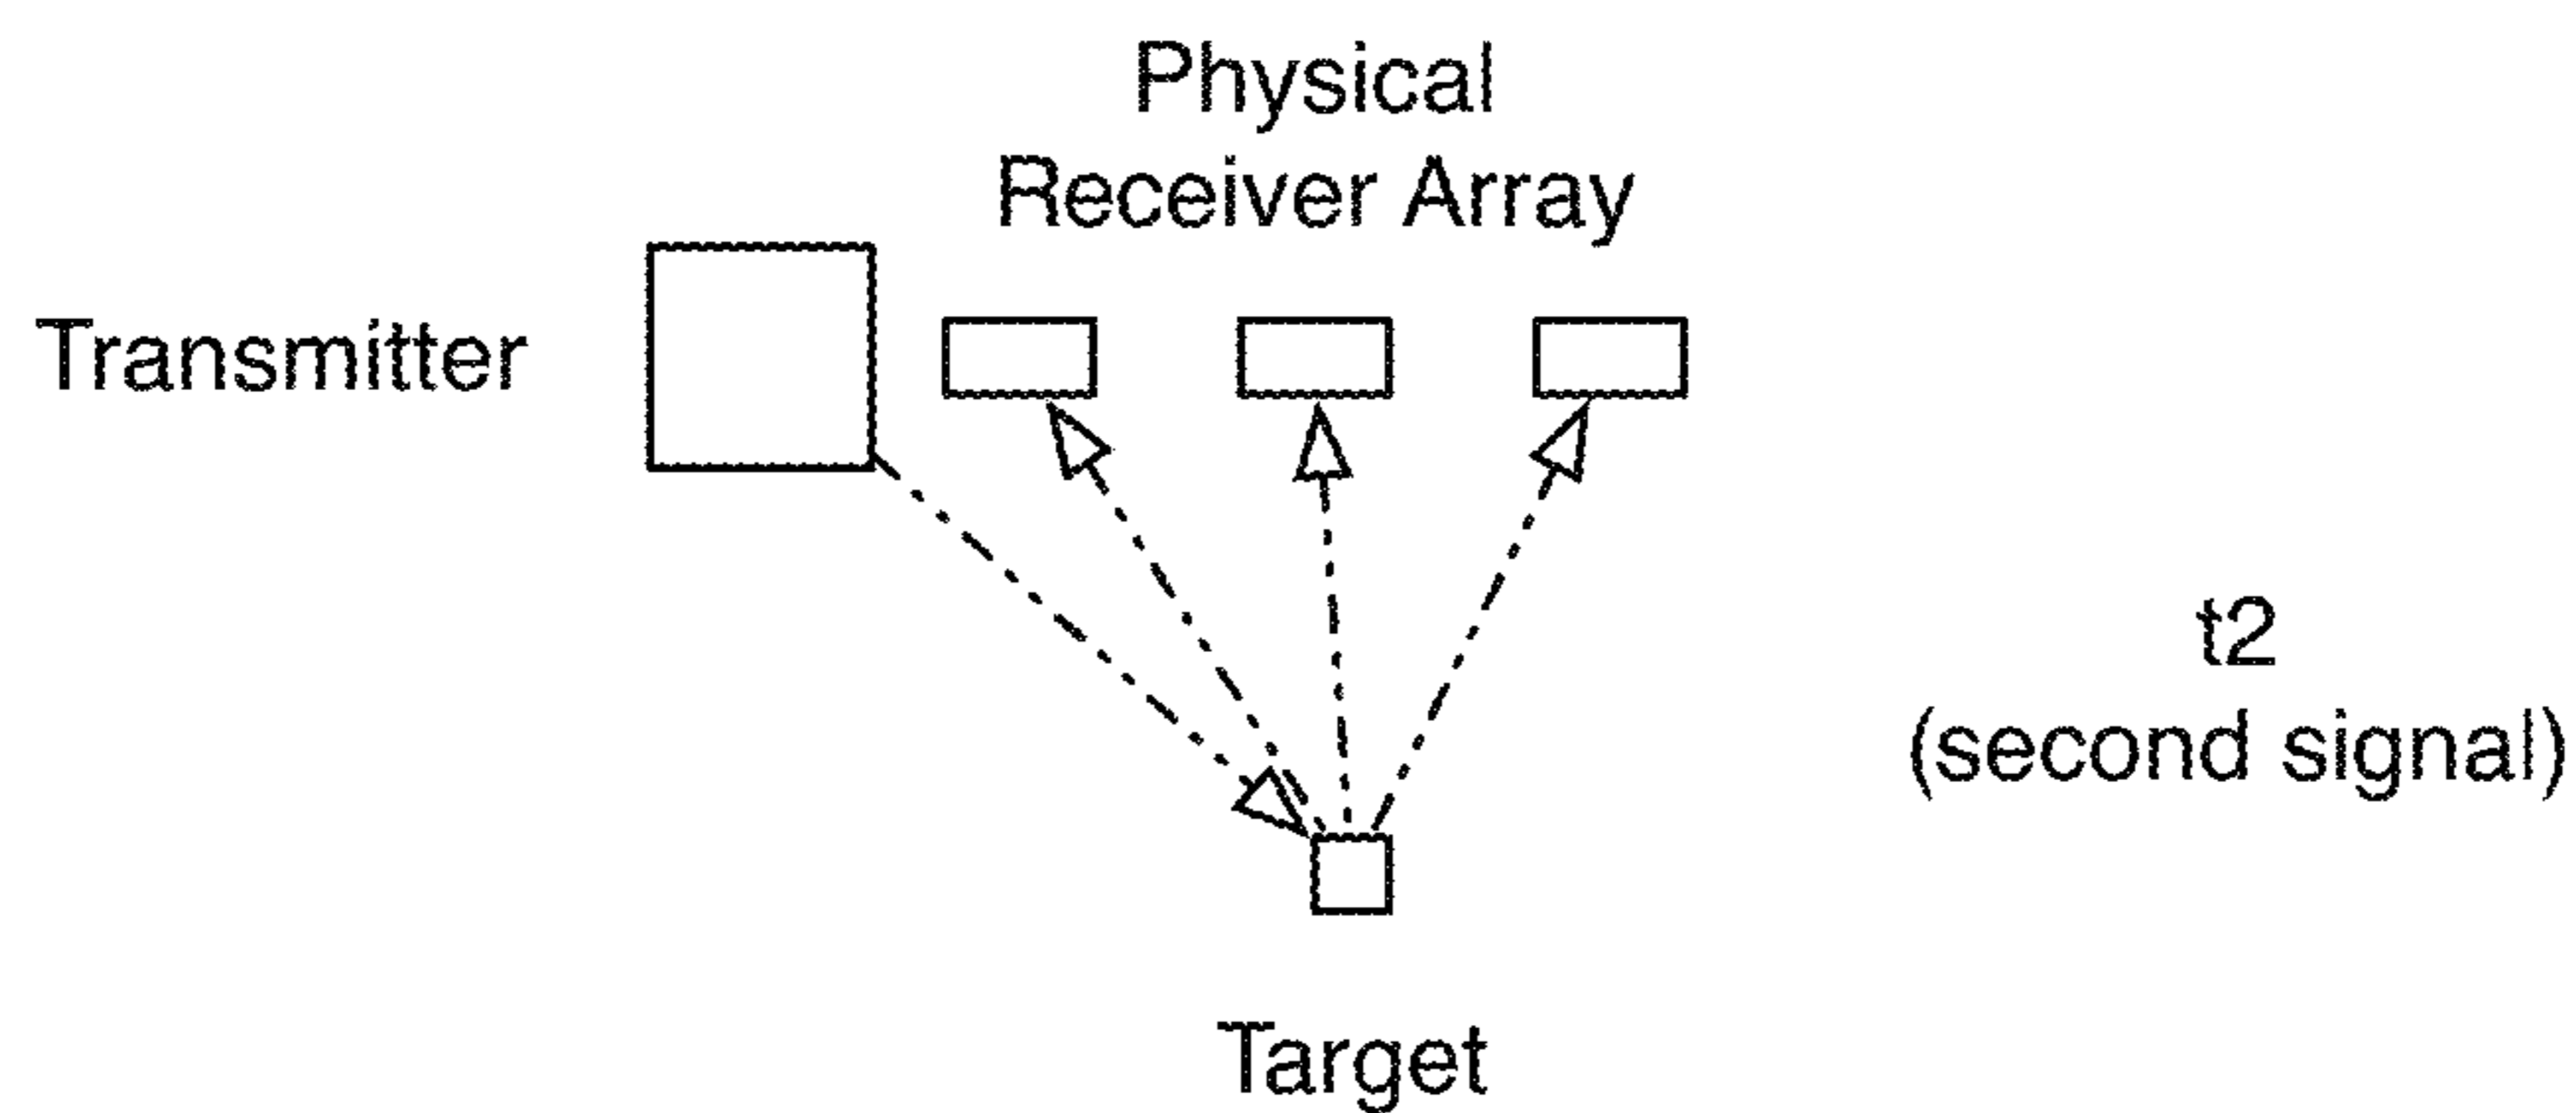 Physical
Receiver Array
Transmitter
t2
(second signal)
Target